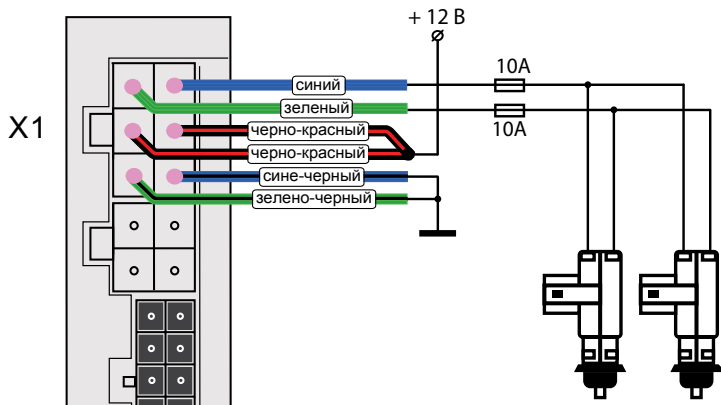 + 12 В
синий
10А
зеленый
10А
X1
черно-красный
черно-красный
сине-черный
зелено-черный